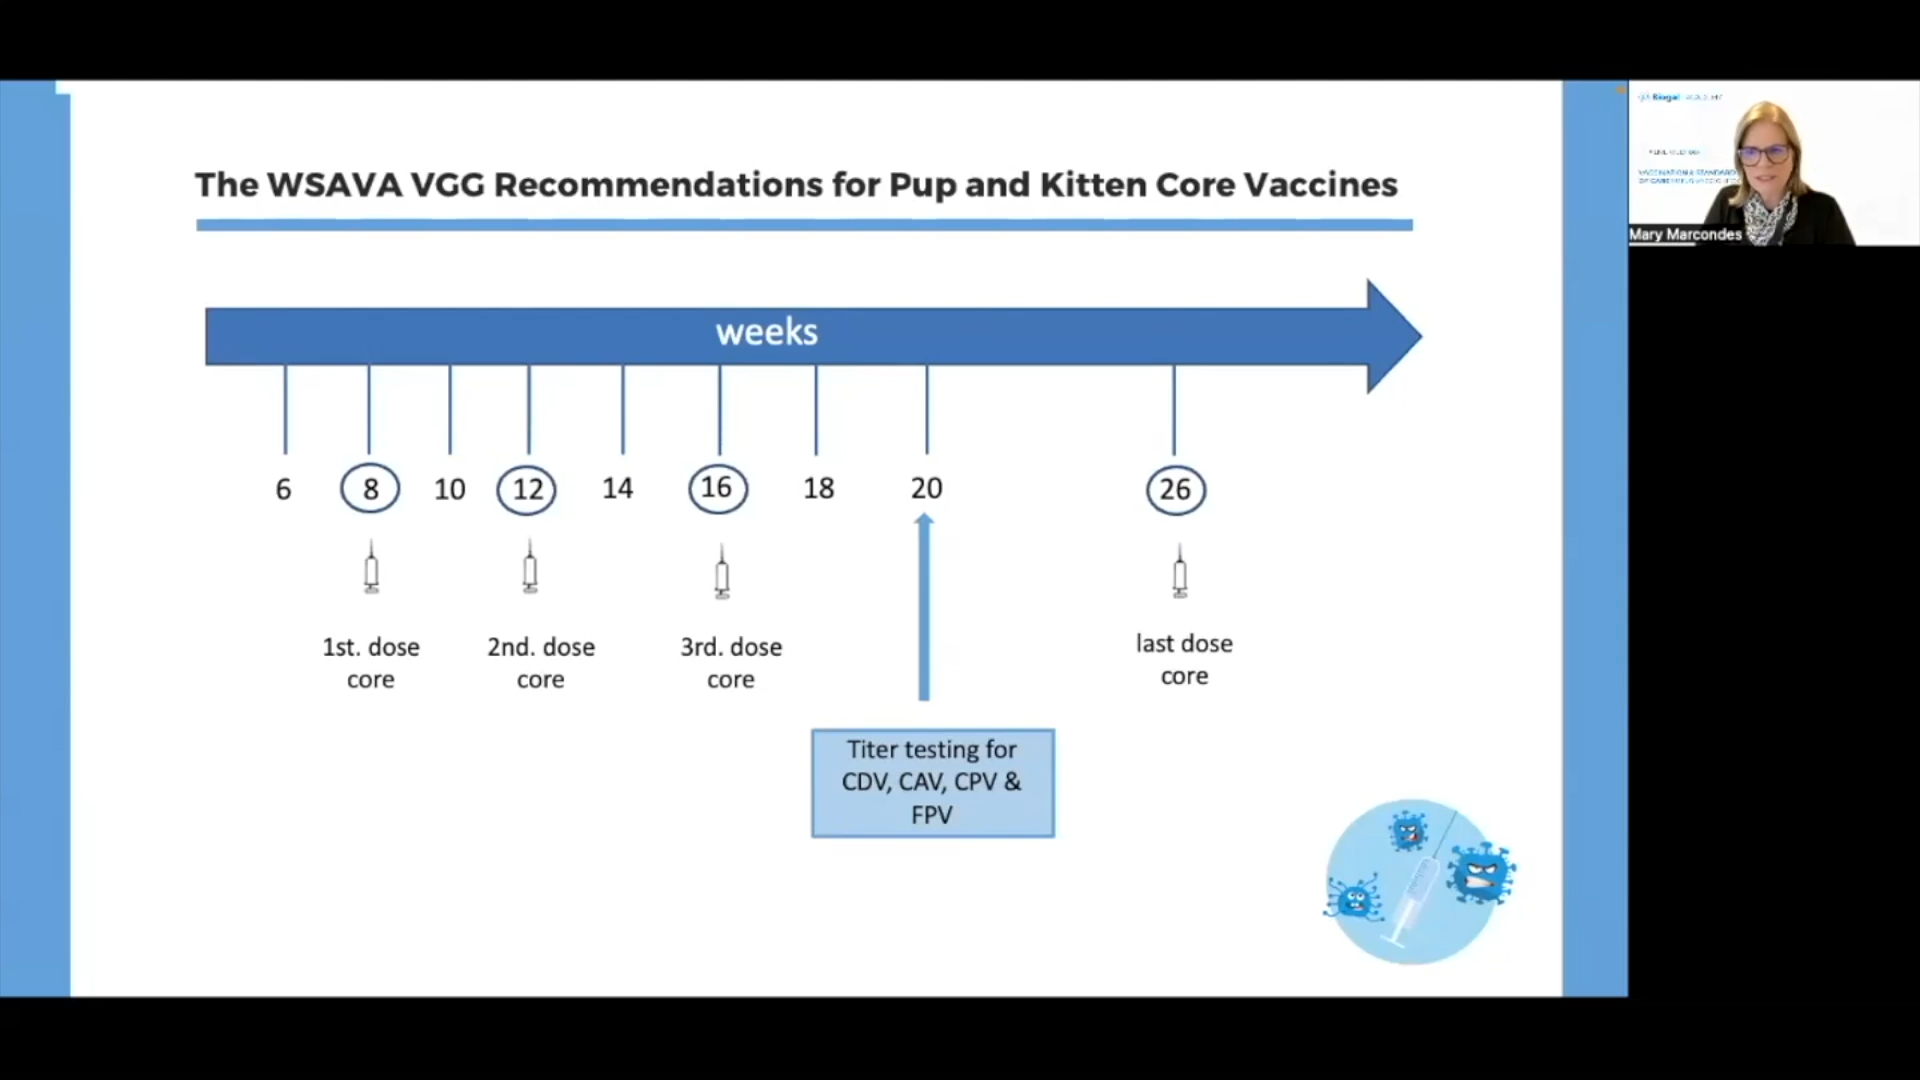 The WSAVA VGG Recommendations for Pup and Kitten Core Vaccines
weeks
6 8 10 12 14 16 18 20 26
1st. dose core
2nd. dose core
3rd. dose core
last dose core
Titer testing for
CDV, CAV, CPV &
FPV
Biogal
Mary Marcondes